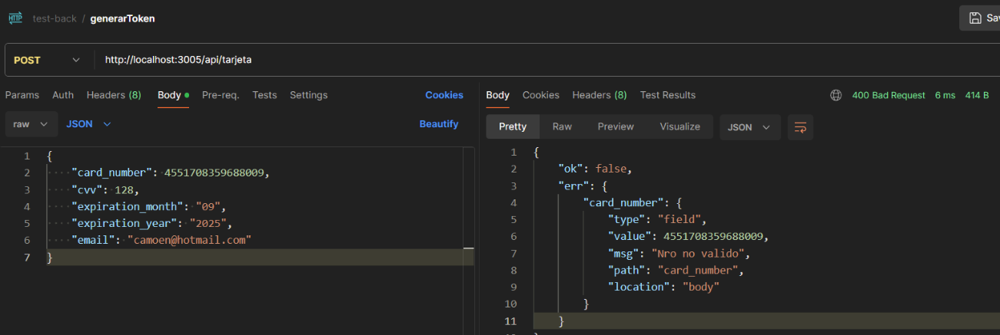 HTTP test-back / generarToken
Sav
POST http://localhost:3005/api/tarjeta
Params Auth Headers (8) Body Pre-req. Tests Settings Cookies
raw JSON Beautify
1 {
2 "card_number": 4551708359688009,
3 "cvv": 128,
4 "expiration_month": "09",
5 "expiration_year": "2025",
6 "email": "camoen@hotmail.com"
7 }
Body Cookies Headers (8) Test Results 400 Bad Request 6 ms 414 B
Pretty Raw Preview Visualize JSON
1 {
2 "ok": false,
3 "err": {
4 "card_number": {
5 "type": "field",
6 "value": 4551708359688009,
7 "msg": "Nro no valido",
8 "path": "card_number",
9 "location": "body"
10 }
11 }